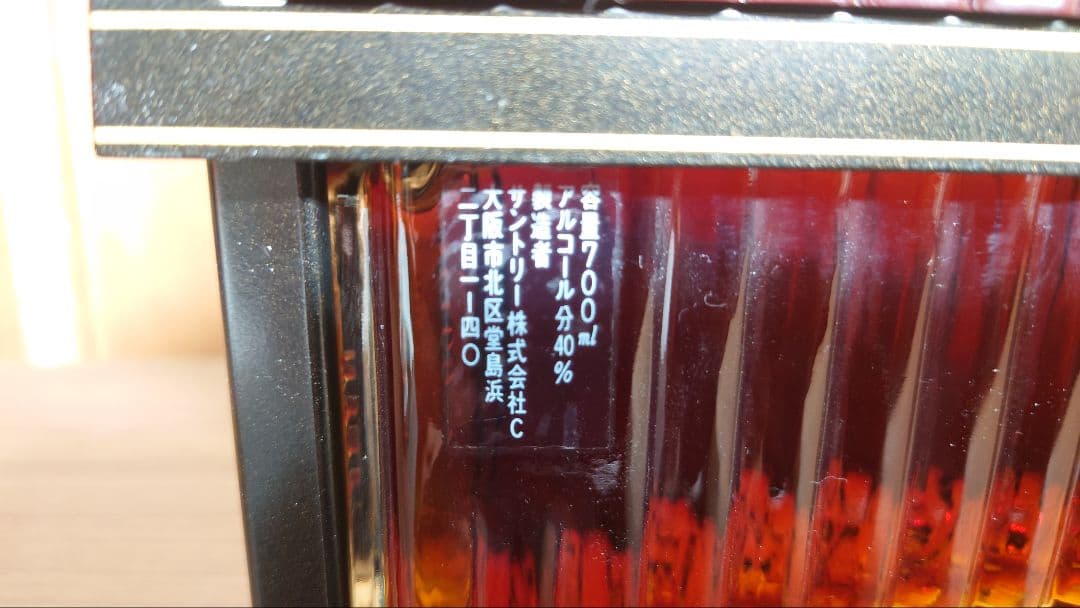 容量700ml
アルコール分40%
製造者
サントリー株式会社C
大阪市北区堂島浜
二丁目一ー四〇